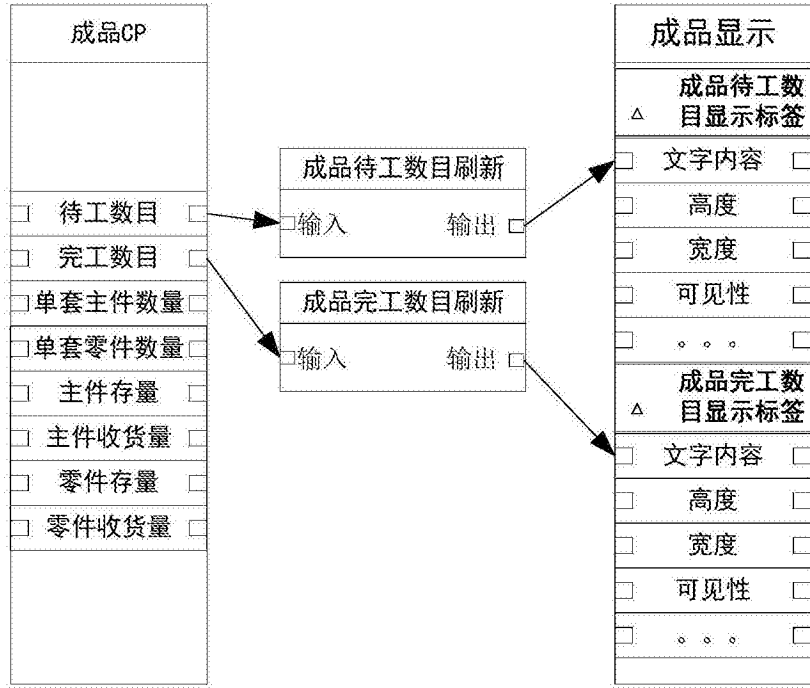 成品CP
待工数目
完工数目
单套主件数量
单套零件数量
主件存量
主件收货量
零件存量
零件收货量
成品待工数目刷新
输入 输出
成品完工数目刷新
输入 输出
成品显示
成品待工数
目显示标签
文字内容
高度
宽度
可见性
。。。
成品完工数
目显示标签
文字内容
高度
宽度
可见性
。。。